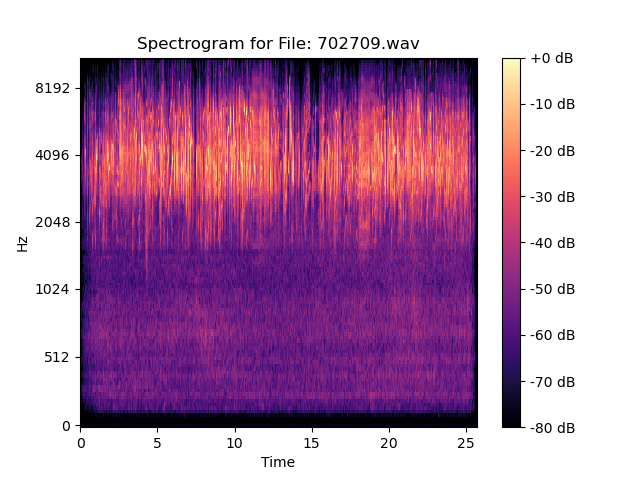 Spectrogram for File: 702709.wav
Hz
8192
4096
2048
1024
512
0
0 5 10 15 20 25
Time
+0 dB
-10 dB
-20 dB
-30 dB
-40 dB
-50 dB
-60 dB
-70 dB
-80 dB